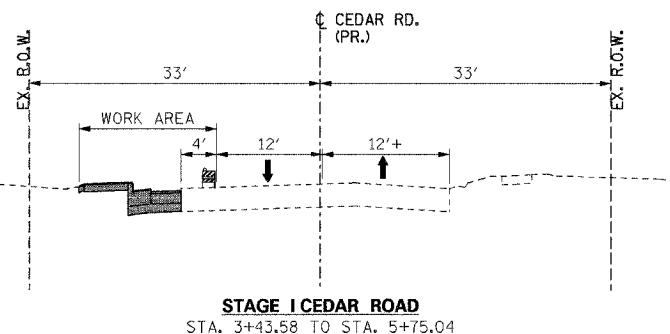 ℄ CEDAR RD.
(PR.)
EX. R.O.W.
33'
33'
EX. R.O.W.
WORK AREA
4'
12'
12'+
STAGE I CEDAR ROAD
STA. 3+43.58 TO STA. 5+75.04